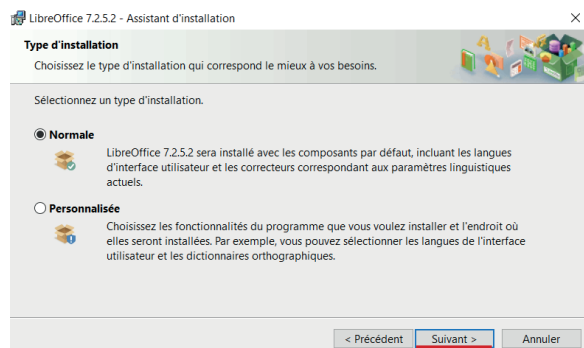 LibreOffice 7.2.5.2 - Assistant d'installation
Type d'installation
Choisissez le type d'installation qui correspond le mieux à vos besoins.
Sélectionnez un type d'installation.
Normale
LibreOffice 7.2.5.2 sera installé avec les composants par défaut, incluant les langues
d'interface utilisateur et les correcteurs correspondant aux paramètres linguistiques
actuels.
Personnalisée
Choisissez les fonctionnalités du programme que vous voulez installer et l'endroit où
elles seront installées. Par exemple, vous pouvez sélectionner les langues de l'interface
utilisateur et les dictionnaires orthographiques.
< Précédent Suivant > Annuler